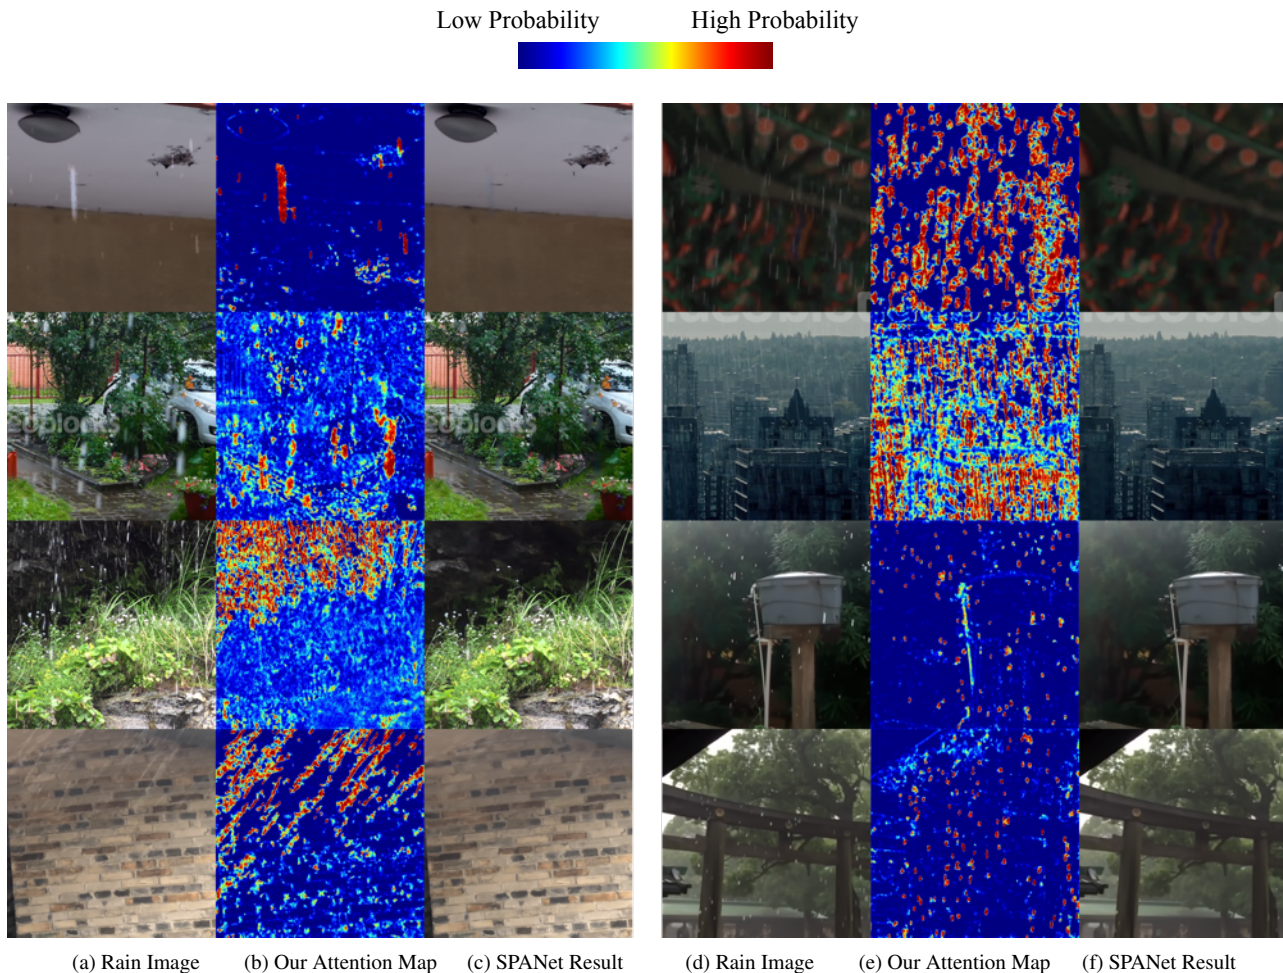 Low Probability High Probability
(a) Rain Image (b) Our Attention Map (c) SPANet Result (d) Rain Image (e) Our Attention Map (f) SPANet Result